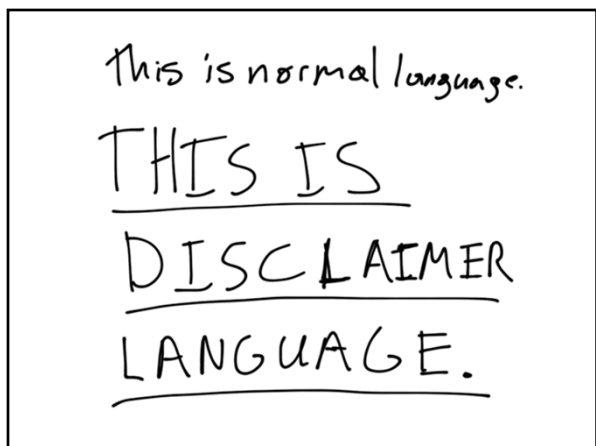 this is normal language.
THIS IS
DISCLAIMER
LANGUAGE.